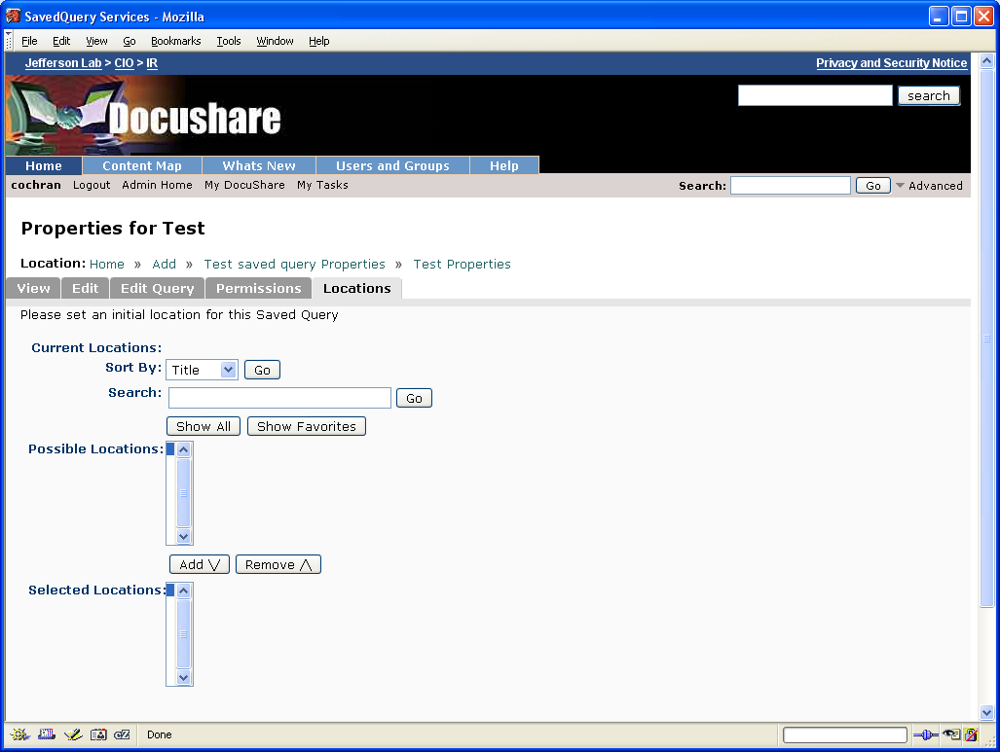 SavedQuery Services - Mozilla
File Edit View Go Bookmarks Tools Window Help
Jefferson Lab > CIO > IR Privacy and Security Notice
Docushare search
Home Content Map Whats New Users and Groups Help
cochran Logout Admin Home My DocuShare My Tasks Search: Go Advanced
Properties for Test
Location: Home » Add » Test saved query Properties » Test Properties
View Edit Edit Query Permissions Locations
Please set an initial location for this Saved Query
Current Locations:
Sort By: Title Go
Search: Go
Show All Show Favorites
Possible Locations:
Add \/ Remove /\
Selected Locations:
Done